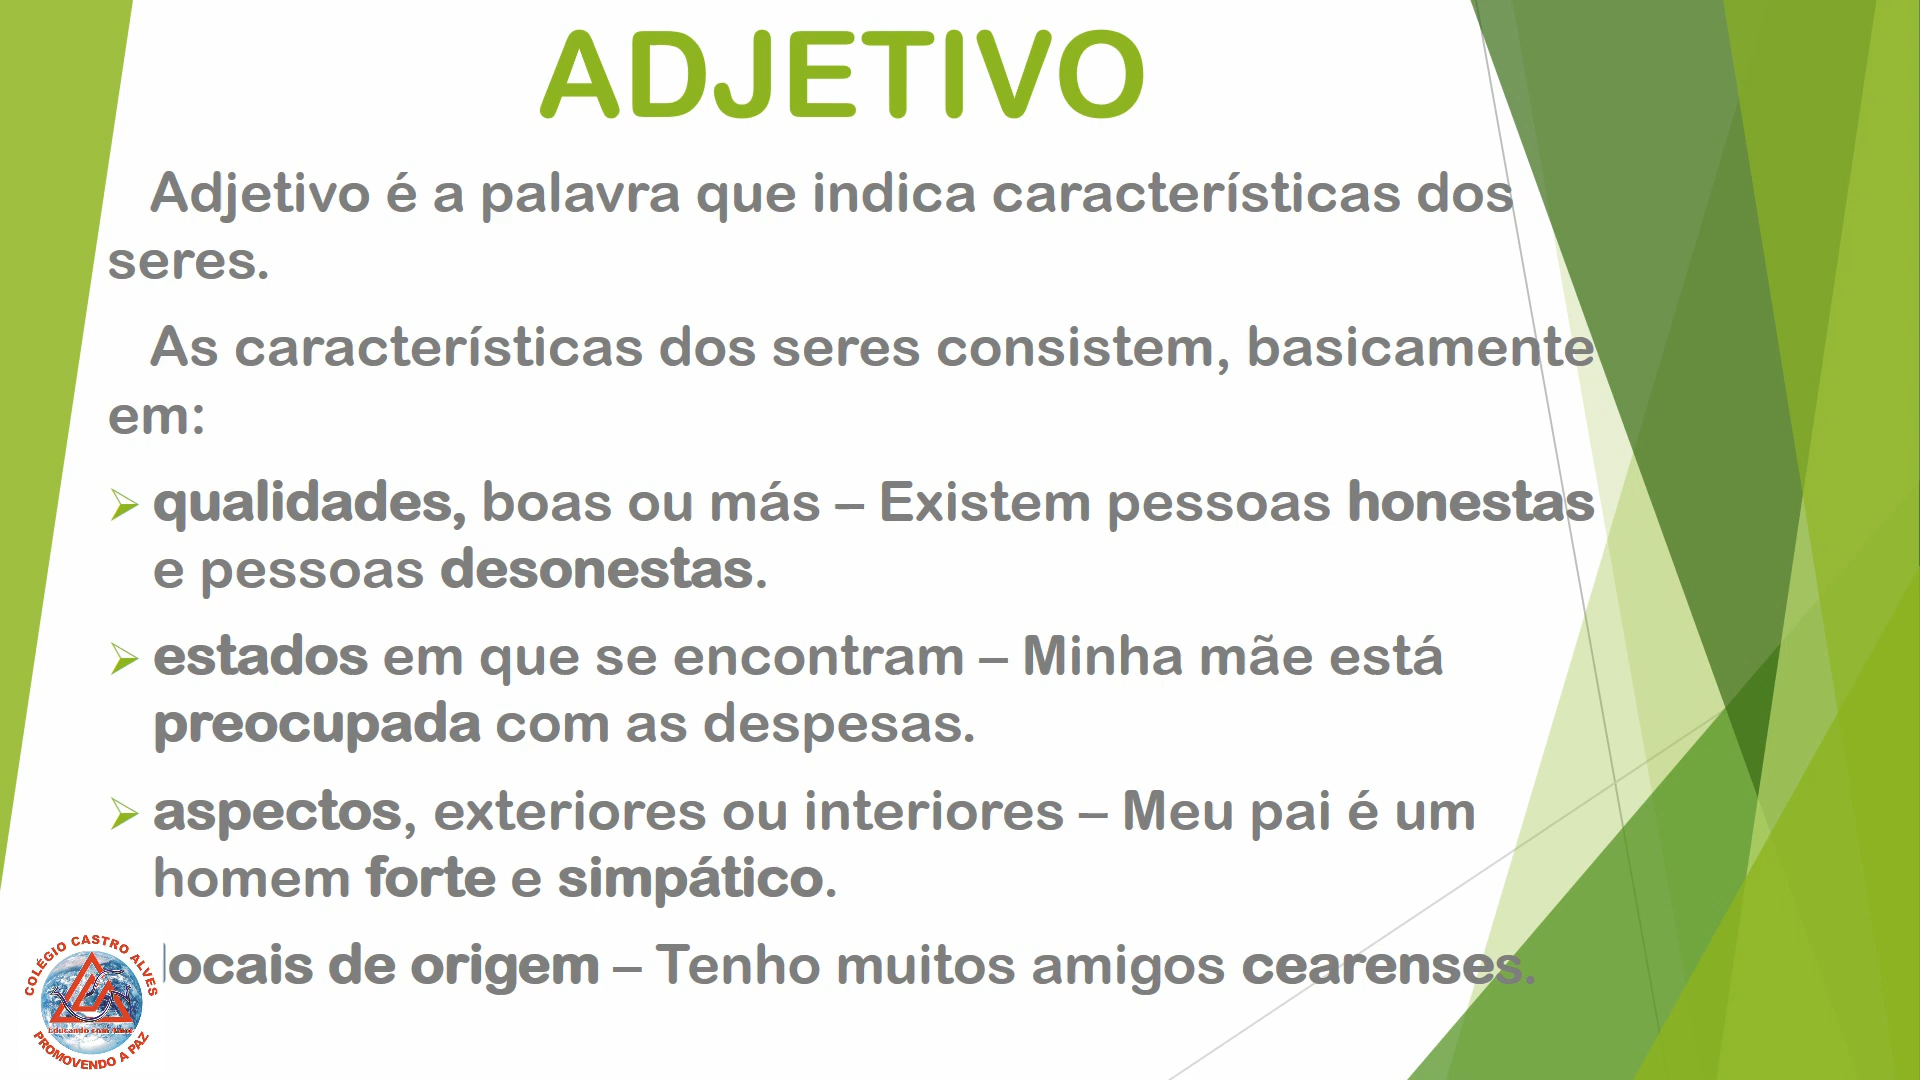 ADJETIVO
Adjetivo é a palavra que indica características dos
seres.
As características dos seres consistem, basicamente
em:
qualidades, boas ou más – Existem pessoas honestas
e pessoas desonestas.
estados em que se encontram – Minha mãe está
preocupada com as despesas.
aspectos, exteriores ou interiores – Meu pai é um
homem forte e simpático.
locais de origem – Tenho muitos amigos cearenses.
COLÉGIO CASTRO ALVES
PROMOVENDO A PAZ